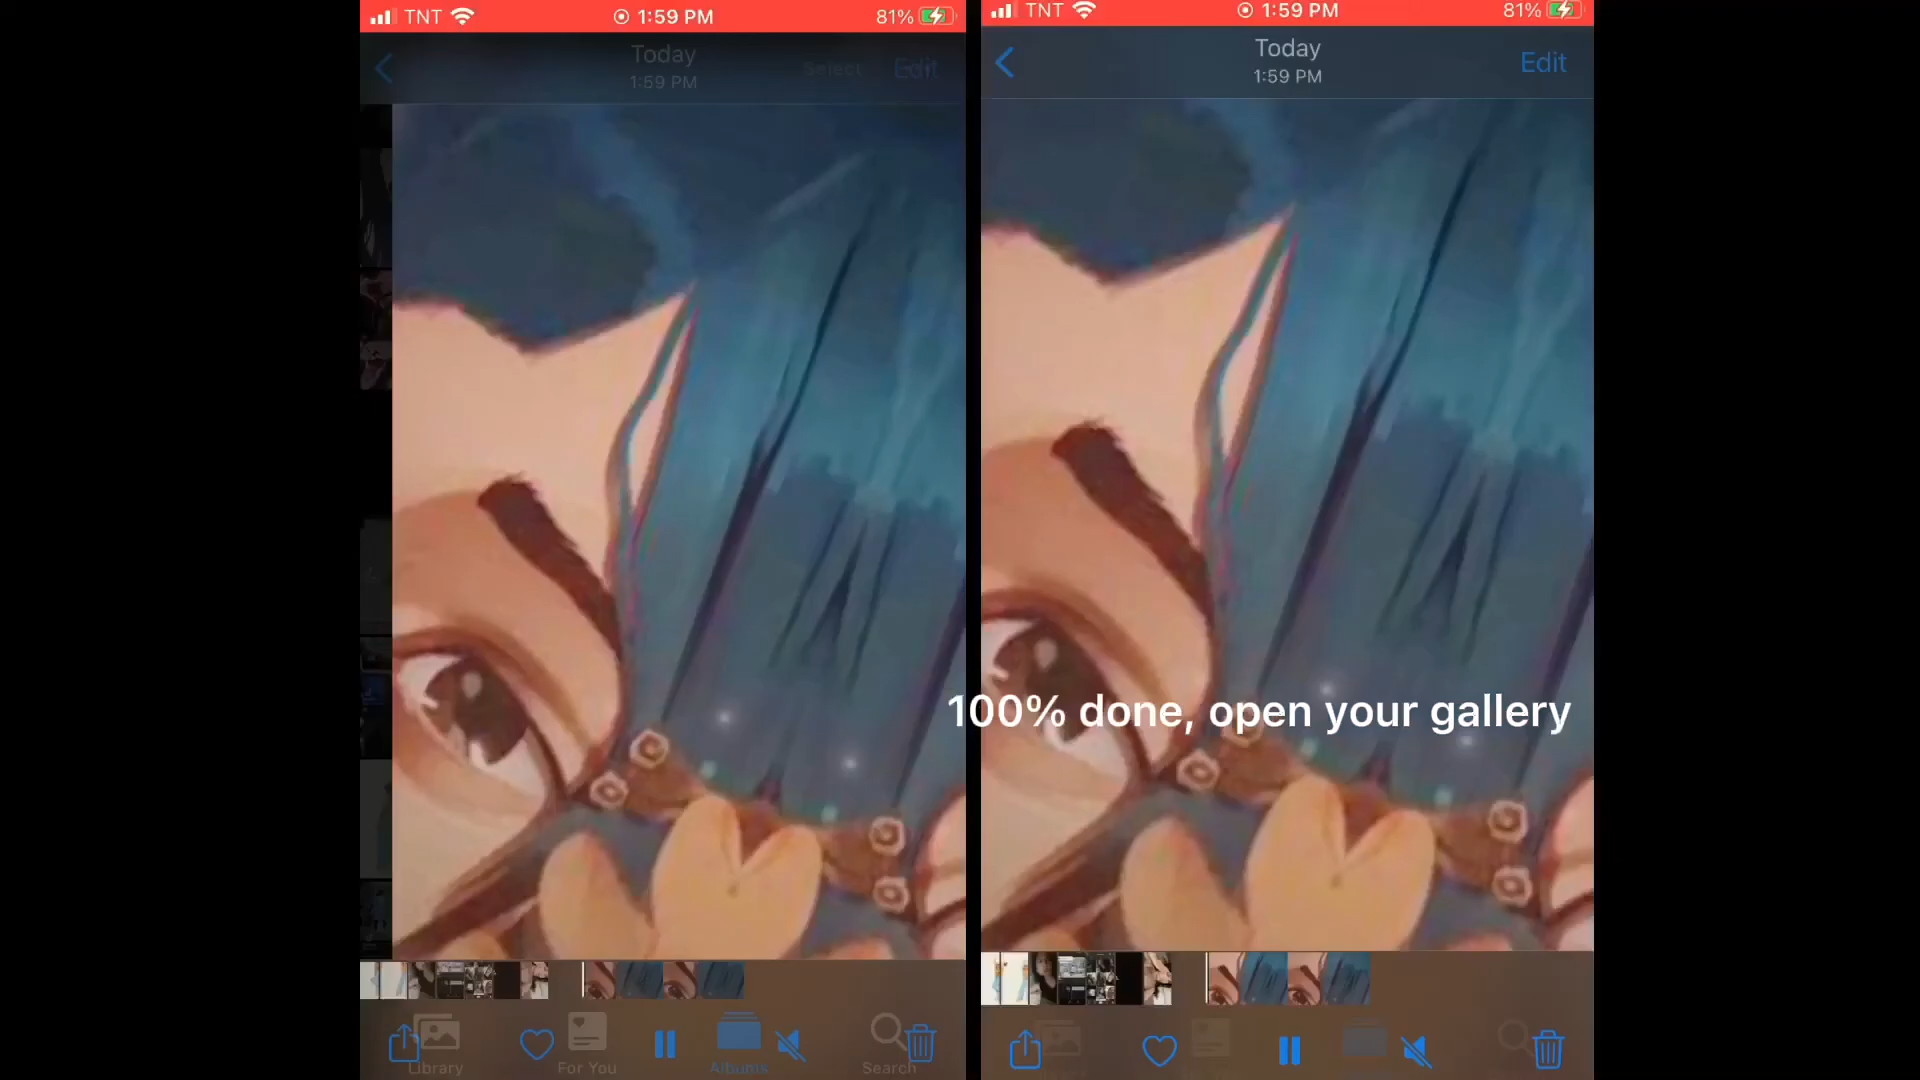 TNT 1:59 PM 81%
Today
1:59 PM
Select Edit
Library For You Albums Search
TNT 1:59 PM 81%
Today
1:59 PM
Edit
100% done, open your gallery